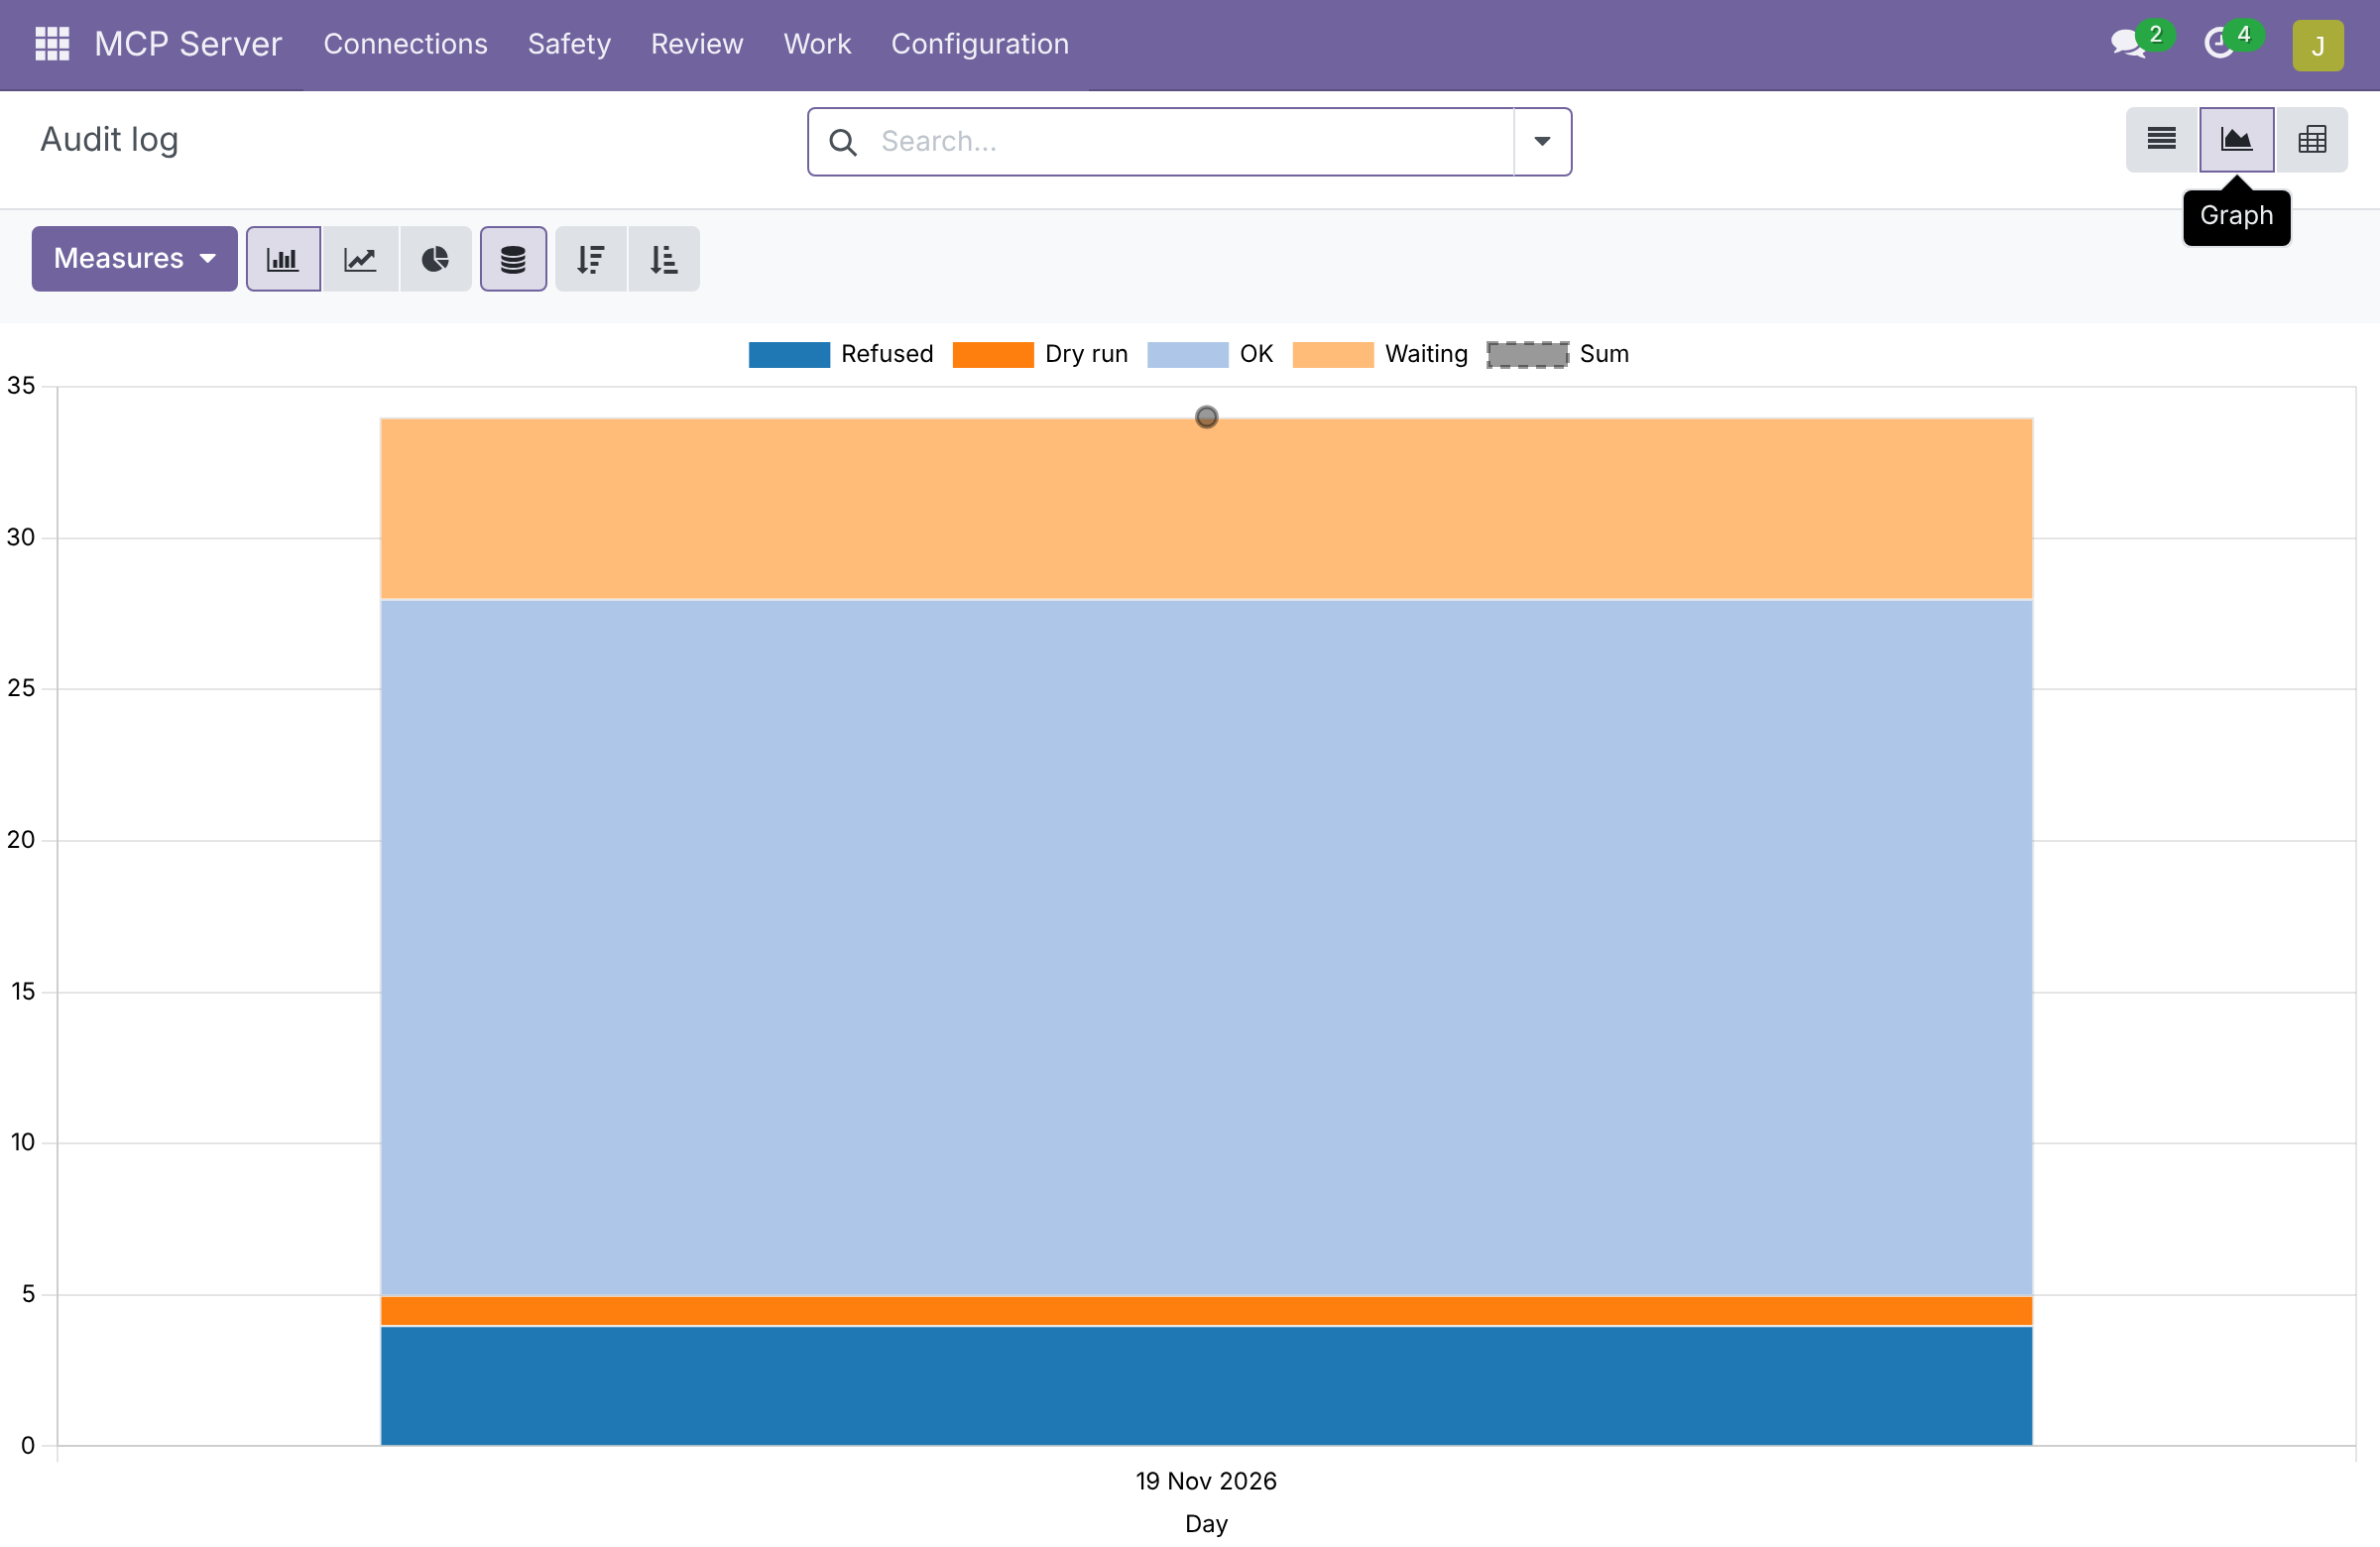 MCP Server Connections Safety Review Work Configuration 2 4 J
Audit log Search...
Graph
Measures
Refused Dry run OK Waiting Sum
35
30
25
20
15
10
5
0
19 Nov 2026
Day